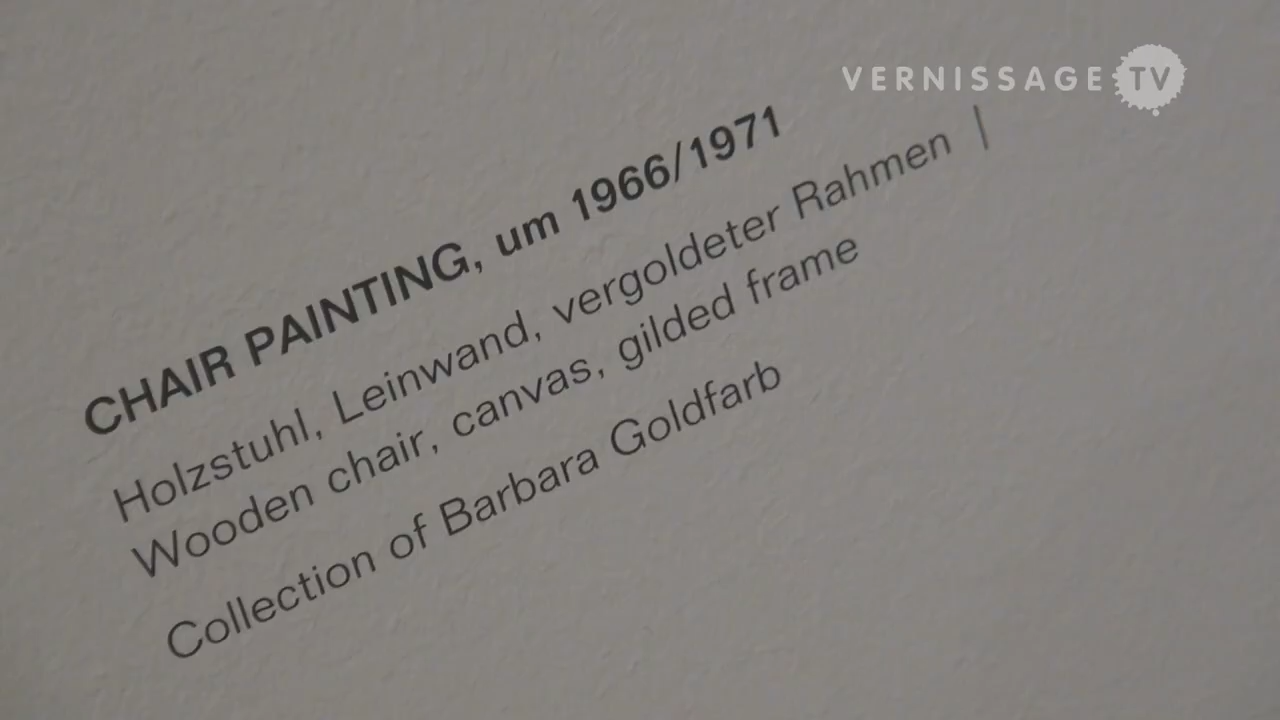 VERNISSAGE TV
CHAIR PAINTING, um 1966/1971
Holzstuhl, Leinwand, vergoldeter Rahmen |
Wooden chair, canvas, gilded frame
Collection of Barbara Goldfarb